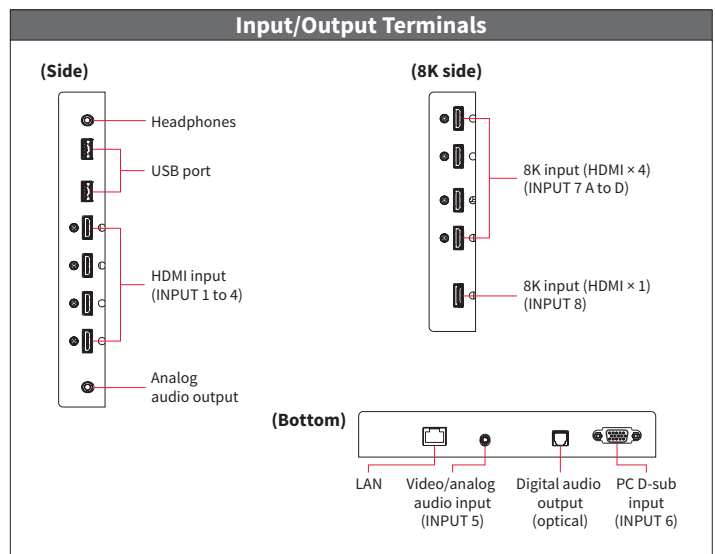 Input/Output Terminals
(Side)
Headphones
USB port
HDMI input
(INPUT 1 to 4)
Analog
audio output
(8K side)
8K input (HDMI × 4)
(INPUT 7 A to D)
8K input (HDMI × 1)
(INPUT 8)
(Bottom)
LAN
Video/analog
audio input
(INPUT 5)
Digital audio
output
(optical)
PC D-sub
input
(INPUT 6)